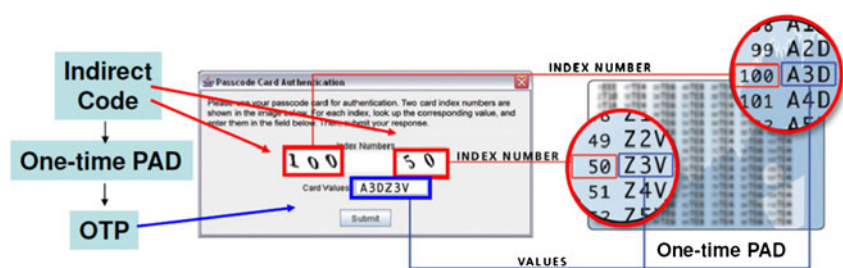 Indirect
Code
One-time PAD
OTP
Passcode Card Authentication
Please use your passcode card for authentication. Two card index numbers are
shown in the image below. For each index, look up the corresponding value, and
enter them in the field below. Then, submit your response.
Index Numbers
100
50
Card Values
A3DZ3V
Submit
INDEX NUMBER
INDEX NUMBER
VALUES
99 A2D
100 A3D
101 A4D
49 Z2V
50 Z3V
51 Z4V
One-time PAD